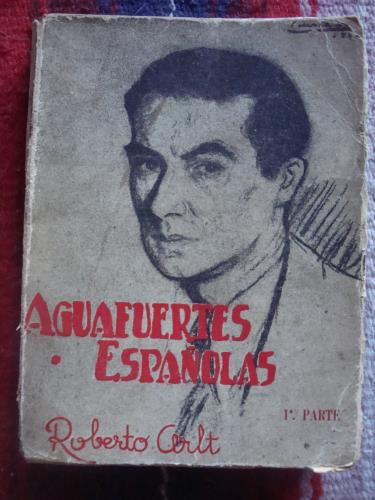 AGUAFUERTES
• ESPAÑOLAS
1ª. PARTE
Roberto Arlt